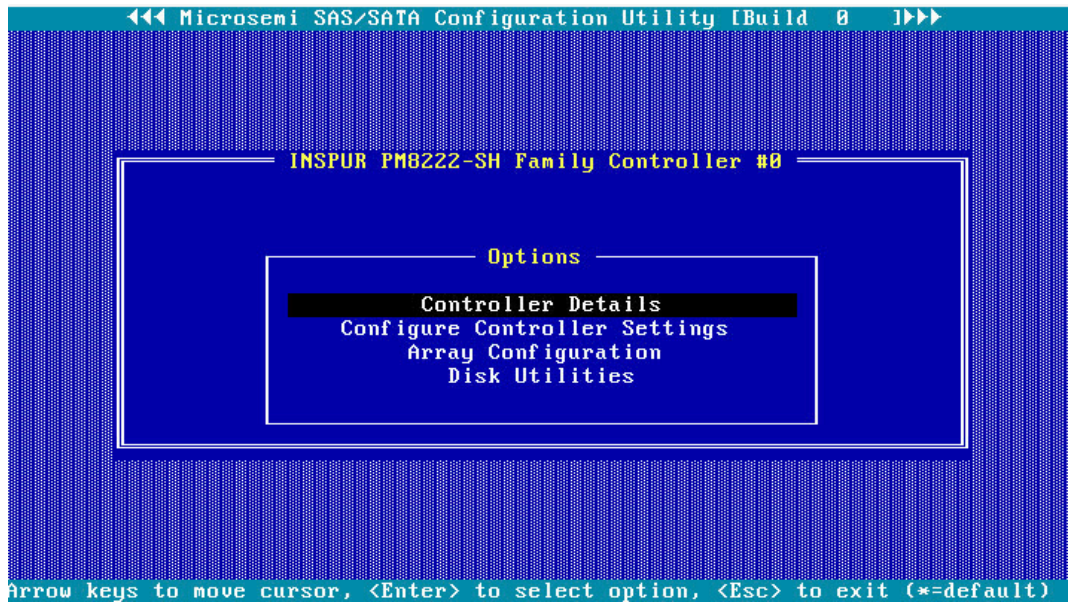 Microsemi SAS/SATA Configuration Utility [Build 0 ]
INSPUR PM8222-SH Family Controller #0
Options
Controller Details
Configure Controller Settings
Array Configuration
Disk Utilities
Arrow keys to move cursor, <Enter> to select option, <Esc> to exit (*=default)